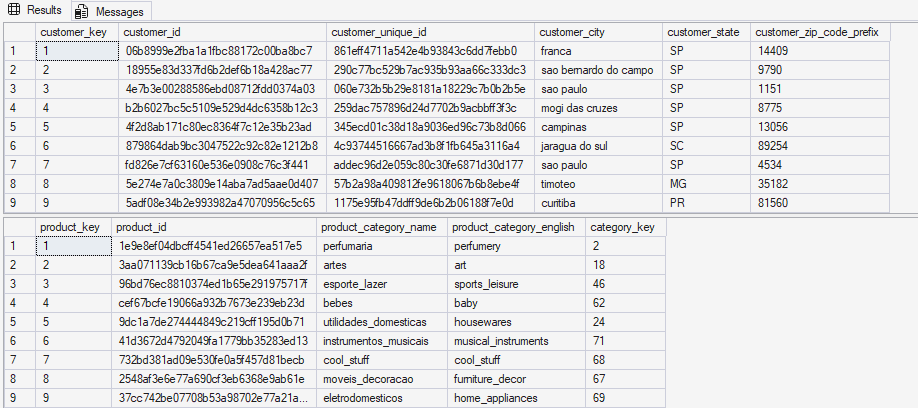 Results Messages
customer_key customer_id customer_unique_id customer_city customer_state customer_zip_code_prefix
1 1 06b8999e2fba1a1fbc88172c00ba8bc7 861eff4711a542e4b93843c6dd7febb0 franca SP 14409
2 2 18955e83d337fd6b2def6b18a428ac77 290c77bc529b7ac935b93aa66c333dc3 sao bernardo do campo SP 9790
3 3 4e7b3e00288586ebd08712fdd0374a03 060e732b5b29e8181a18229c7b0b2b5e sao paulo SP 1151
4 4 b2b6027bc5c5109e529d4dc6358b12c3 259dac757896d24d7702b9acbbff3f3c mogi das cruzes SP 8775
5 5 4f2d8ab171c80ec8364f7c12e35b23ad 345ecd01c38d18a9036ed96c73b8d066 campinas SP 13056
6 6 879864dab9bc3047522c92c82e1212b8 4c93744516667ad3b8f1fb645a3116a4 jaragua do sul SC 89254
7 7 fd826e7cf63160e536e0908c76c3f441 addec96d2e059c80c30fe6871d30d177 sao paulo SP 4534
8 8 5e274e7a0c3809e14aba7ad5aae0d407 57b2a98a409812fe9618067b6b8ebe4f timoteo MG 35182
9 9 5adf08e34b2e993982a47070956c5c65 1175e95fb47ddff9de6b2b06188f7e0d curitiba PR 81560
product_key product_id product_category_name product_category_english category_key
1 1 1e9e8ef04dbcff4541ed26657ea517e5 perfumaria perfumery 2
2 2 3aa071139cb16b67ca9e5dea641aaa2f artes art 18
3 3 96bd76ec8810374ed1b65e291975717f esporte_lazer sports_leisure 46
4 4 cef67bcfe19066a932b7673e239eb23d bebes baby 62
5 5 9dc1a7de274444849c219cff195d0b71 utilidades_domesticas housewares 24
6 6 41d3672d4792049fa1779bb35283ed13 instrumentos_musicais musical_instruments 71
7 7 732bd381ad09e530fe0a5f457d81becb cool_stuff cool_stuff 68
8 8 2548af3e6e77a690cf3eb6368e9ab61e moveis_decoracao furniture_decor 67
9 9 37cc742be07708b53a98702e77a21a... eletrodomesticos home_appliances 69